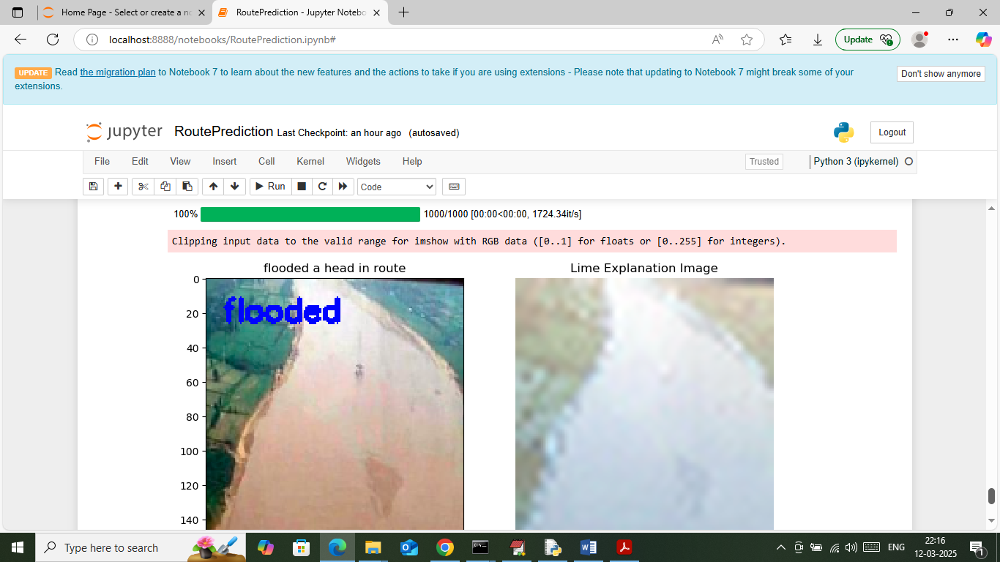 Home Page - Select or create a no
RoutePrediction - Jupyter Notebo
localhost:8888/notebooks/RoutePrediction.ipynb#
Update
UPDATE Read the migration plan to Notebook 7 to learn about the new features and the actions to take if you are using extensions - Please note that updating to Notebook 7 might break some of your
extensions.
Don't show anymore
jupyter RoutePrediction Last Checkpoint: an hour ago (autosaved)
Logout
File Edit View Insert Cell Kernel Widgets Help
Trusted
Python 3 (ipykernel)
Run
Code
100% 1000/1000 [00:00<00:00, 1724.34it/s]
Clipping input data to the valid range for imshow with RGB data ([0..1] for floats or [0..255] for integers).
flooded a head in route
Lime Explanation Image
0
flooded
20
40
60
80
100
120
140
Type here to search
ENG
22:16
12-03-2025
1